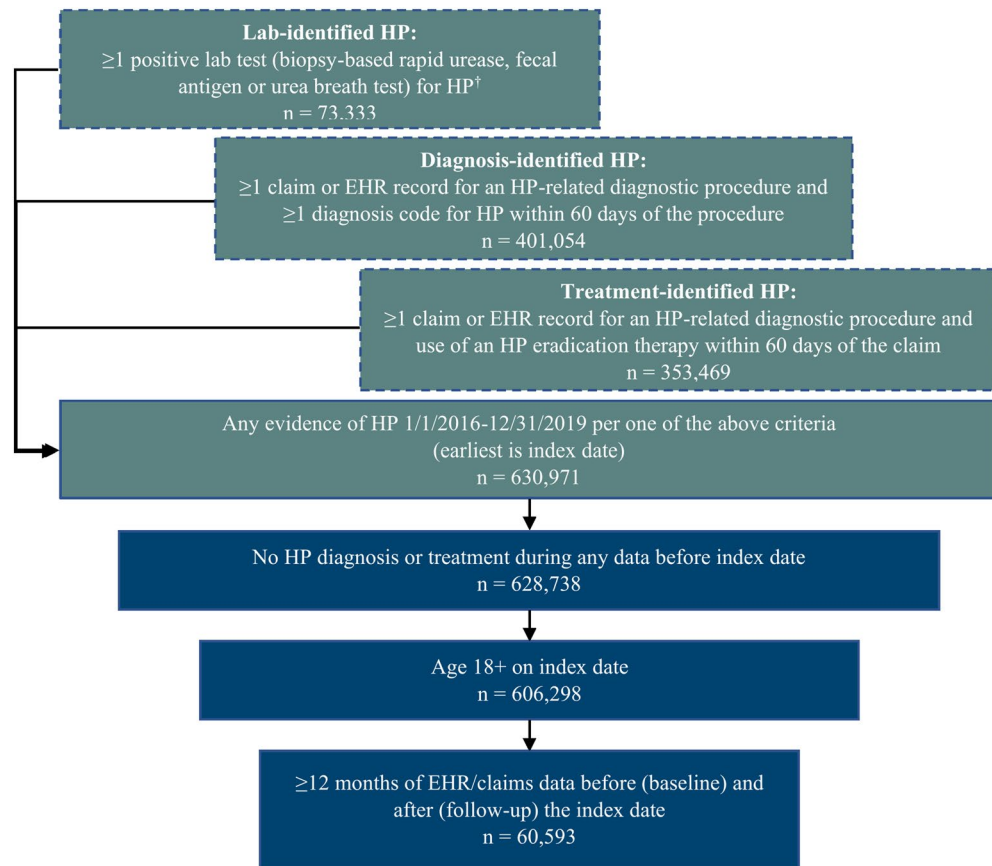 Lab-identified HP:
≥1 positive lab test (biopsy-based rapid urease, fecal
antigen or urea breath test) for HP†
n = 73,333
Diagnosis-identified HP:
≥1 claim or EHR record for an HP-related diagnostic procedure and
≥1 diagnosis code for HP within 60 days of the procedure
n = 401,054
Treatment-identified HP:
≥1 claim or EHR record for an HP-related diagnostic procedure and
use of an HP eradication therapy within 60 days of the claim
n = 353,469
Any evidence of HP 1/1/2016-12/31/2019 per one of the above criteria
(earliest is index date)
n = 630,971
No HP diagnosis or treatment during any data before index date
n = 628,738
Age 18+ on index date
n = 606,298
≥12 months of EHR/claims data before (baseline) and
after (follow-up) the index date
n = 60,593